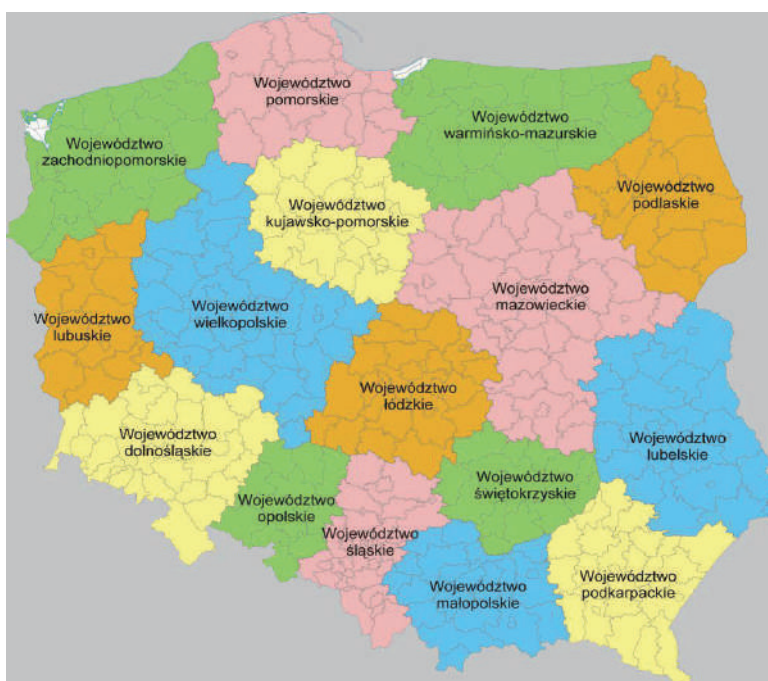 Województwo
pomorskie
Województwo
warmińsko-mazurskie
Województwo
zachodniopomorskie
Województwo
podlaskie
Województwo
kujawsko-pomorskie
Województwo
mazowieckie
Województwo
wielkopolskie
Województwo
lubuskie
Województwo
łódzkie
Województwo
dolnośląskie
Województwo
lubelskie
Województwo
świętokrzyskie
Województwo
opolskie
Województwo
śląskie
Województwo
małopolskie
Województwo
podkarpackie